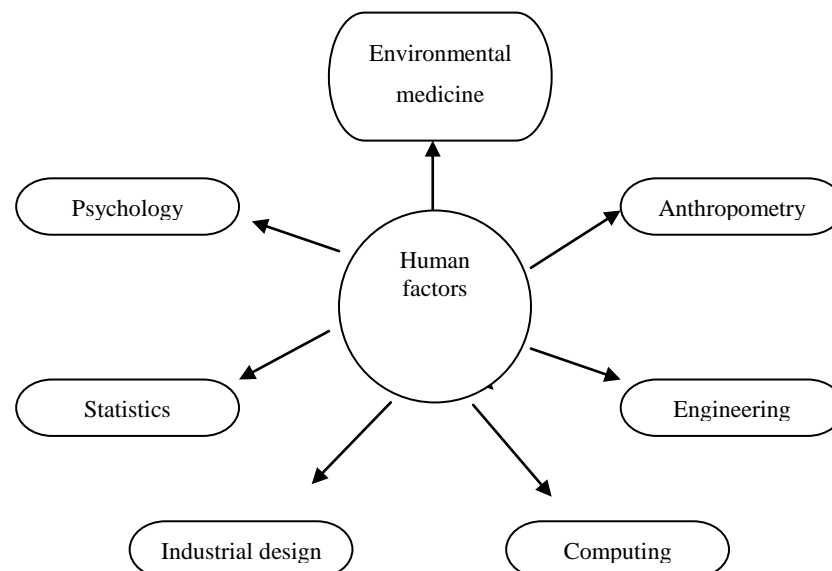 Environmental
medicine
Psychology
Anthropometry
Human
factors
Statistics
Engineering
Industrial design
Computing